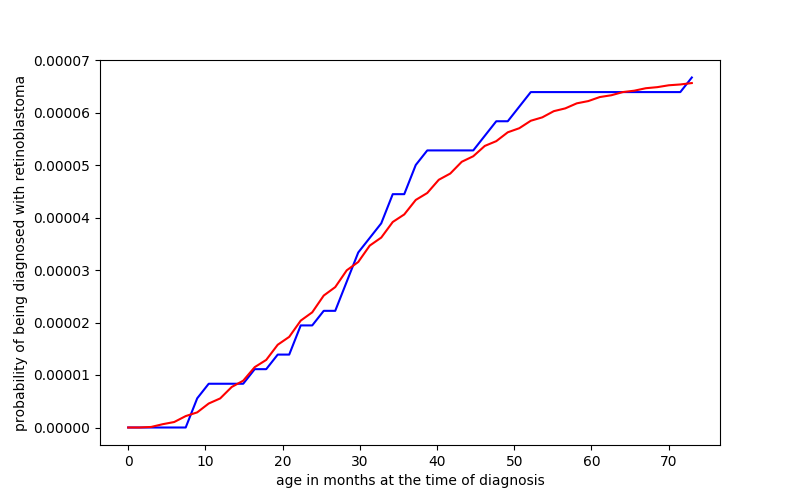 probability of being diagnosed with retinoblastoma
0.00007
0.00006
0.00005
0.00004
0.00003
0.00002
0.00001
0.00000
0 10 20 30 40 50 60 70
age in months at the time of diagnosis